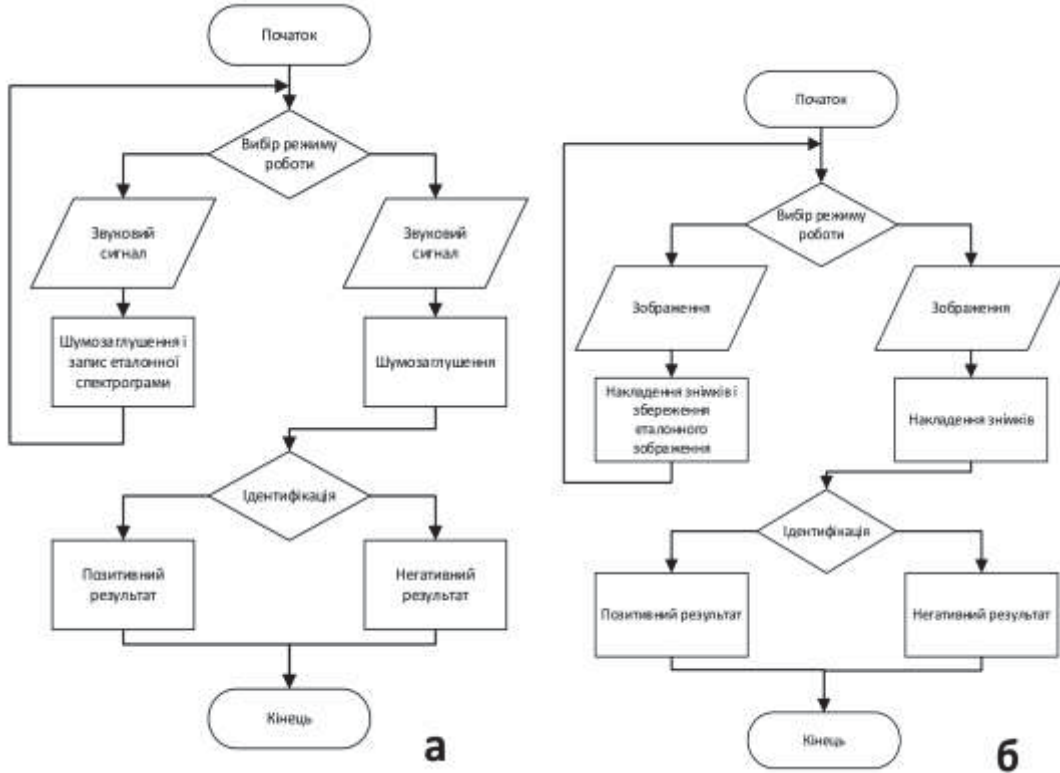 Початок
Вибір режиму
роботи
Звуковий
сигнал
Звуковий
сигнал
Шумозаглушення і
запис еталонної
спектрограми
Шумозаглушення
Ідентифікація
Позитивний
результат
Негативний
результат
Кінець
а
Початок
Вибір режиму
роботи
Зображення
Зображення
Накладення знімків і
збереження
еталонного
зображення
Накладення знімків
Ідентифікація
Позитивний результат
Негативний результат
Кінець
б